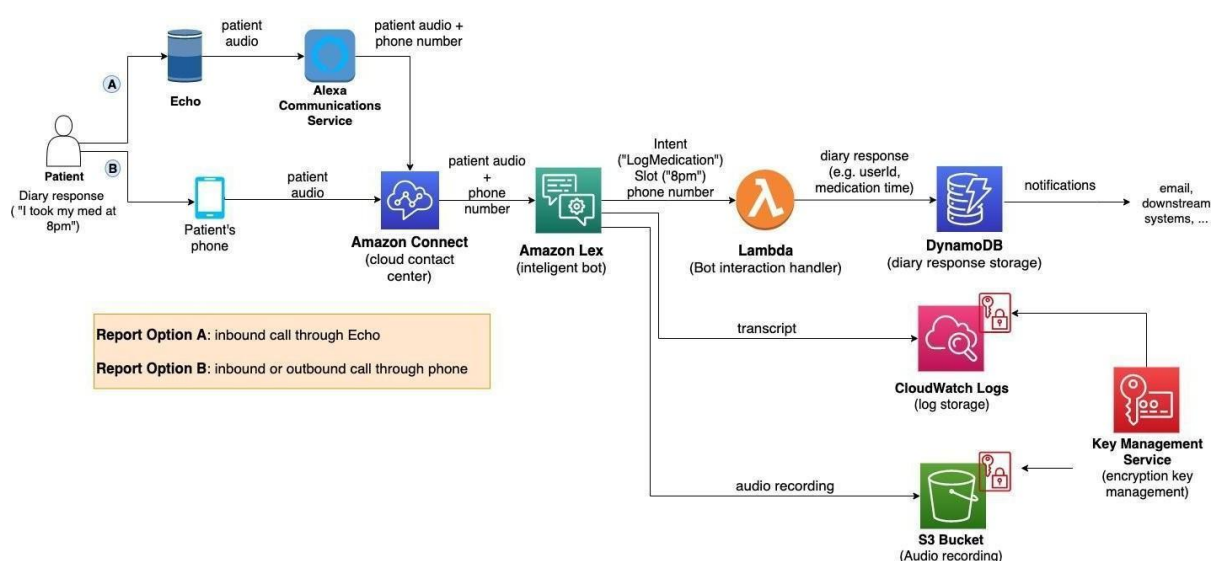 patient
audio
patient audio +
phone number
A
Echo
Alexa
Communications
Service
B
Patient
Diary response
( "I took my med at
8pm")
patient
audio
Patient's
phone
Amazon Connect
(cloud contact
center)
patient audio
+
phone
number
Amazon Lex
(inteligent bot)
Intent
("LogMedication")
Slot ("8pm")
phone number
Lambda
(Bot interaction handler)
diary response
(e.g. userId,
medication time)
DynamoDB
(diary response storage)
notifications
email,
downstream
systems, ...
Report Option A: inbound call through Echo
Report Option B: inbound or outbound call through phone
transcript
CloudWatch Logs
(log storage)
Key Management
Service
(encryption key
management)
audio recording
S3 Bucket
(Audio recording)